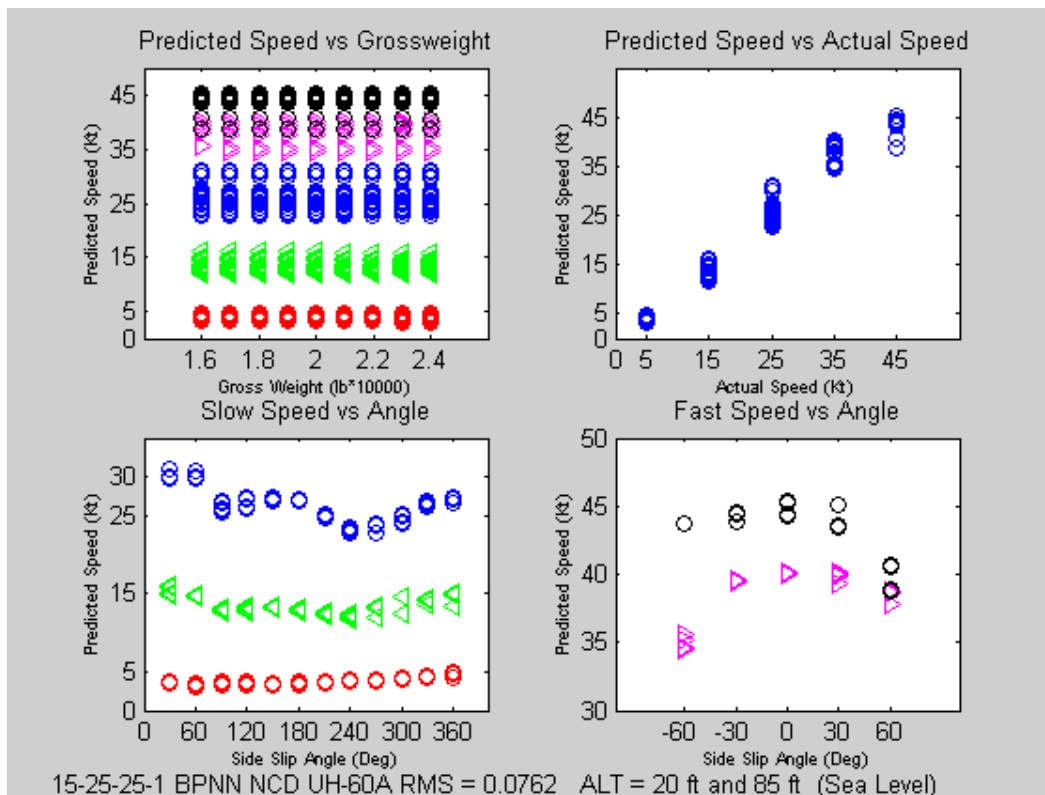 Predicted Speed vs Grossweight
Predicted Speed (Kt)
45
35
25
15
5
0
1.6 1.8 2 2.2 2.4
Gross Weight (lb*10000)
Predicted Speed vs Actual Speed
Predicted Speed (Kt)
45
35
25
15
5
0
0 5 15 25 35 45
Actual Speed (Kt)
Slow Speed vs Angle
Predicted Speed (Kt)
30
25
15
5
0
0 60 120 180 240 300 360
Side Slip Angle (Deg)
Fast Speed vs Angle
Predicted Speed (Kt)
50
45
40
35
30
-60 -30 0 30 60
Side Slip Angle (Deg)
15-25-25-1 BPNN NCD UH-60A RMS = 0.0762 ALT = 20 ft and 85 ft (Sea Level)